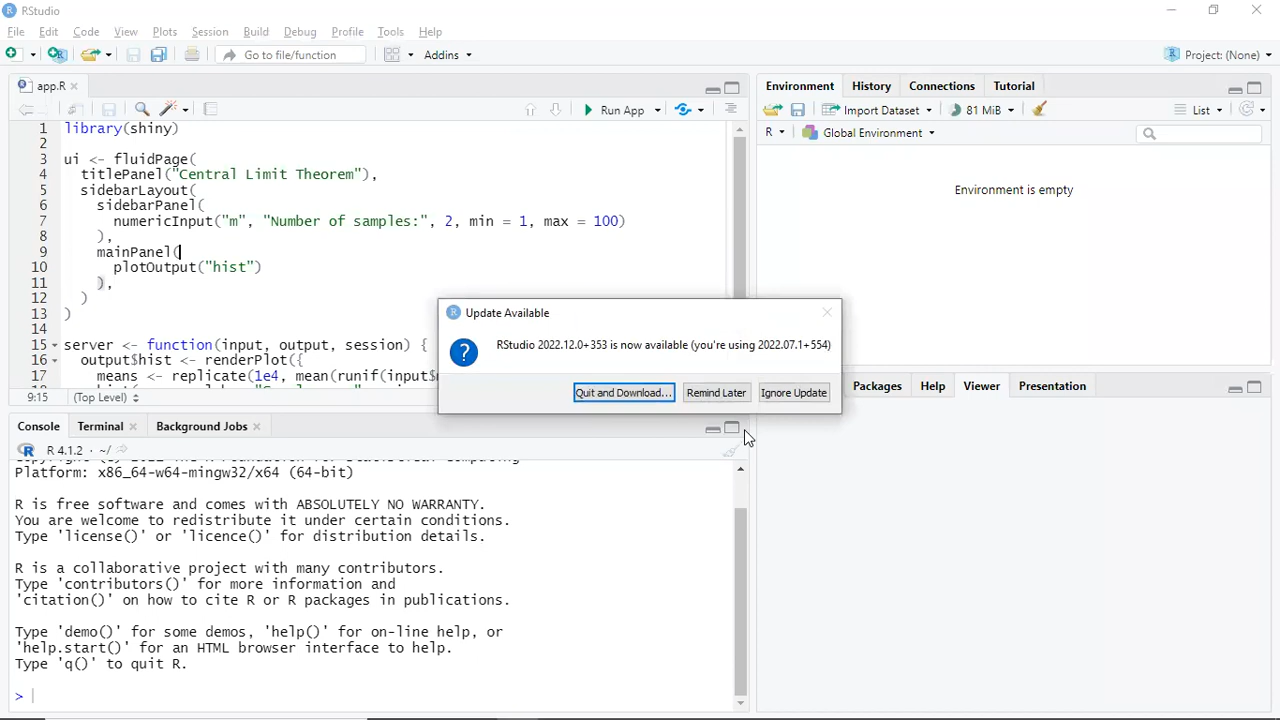 RStudio
File Edit Code View Plots Session Build Debug Profile Tools Help
Go to file/function Addins Project: (None)
app.R
Run App
1 library(shiny)
2
3 ui <- fluidPage(
4 titlePanel("Central Limit Theorem"),
5 sidebarLayout(
6 sidebarPanel(
7 numericInput("m", "Number of samples:", 2, min = 1, max = 100)
8 ),
9 mainPanel(
10 plotOutput("hist")
11 ),
12 )
13 )
14
15 server <- function(input, output, session) {
16 output$hist <- renderPlot({
17 means <- replicate(1e4, mean(runif(input$
9:15 (Top Level)
Environment History Connections Tutorial
Import Dataset 81 MiB List
R Global Environment
Environment is empty
Update Available
RStudio 2022.12.0+353 is now available (you're using 2022.07.1+554)
Quit and Download... Remind Later Ignore Update
Packages Help Viewer Presentation
Console Terminal Background Jobs
R 4.1.2 · ~/
Platform: x86_64-w64-mingw32/x64 (64-bit)
R is free software and comes with ABSOLUTELY NO WARRANTY.
You are welcome to redistribute it under certain conditions.
Type 'license()' or 'licence()' for distribution details.
R is a collaborative project with many contributors.
Type 'contributors()' for more information and
'citation()' on how to cite R or R packages in publications.
Type 'demo()' for some demos, 'help()' for on-line help, or
'help.start()' for an HTML browser interface to help.
Type 'q()' to quit R.
>